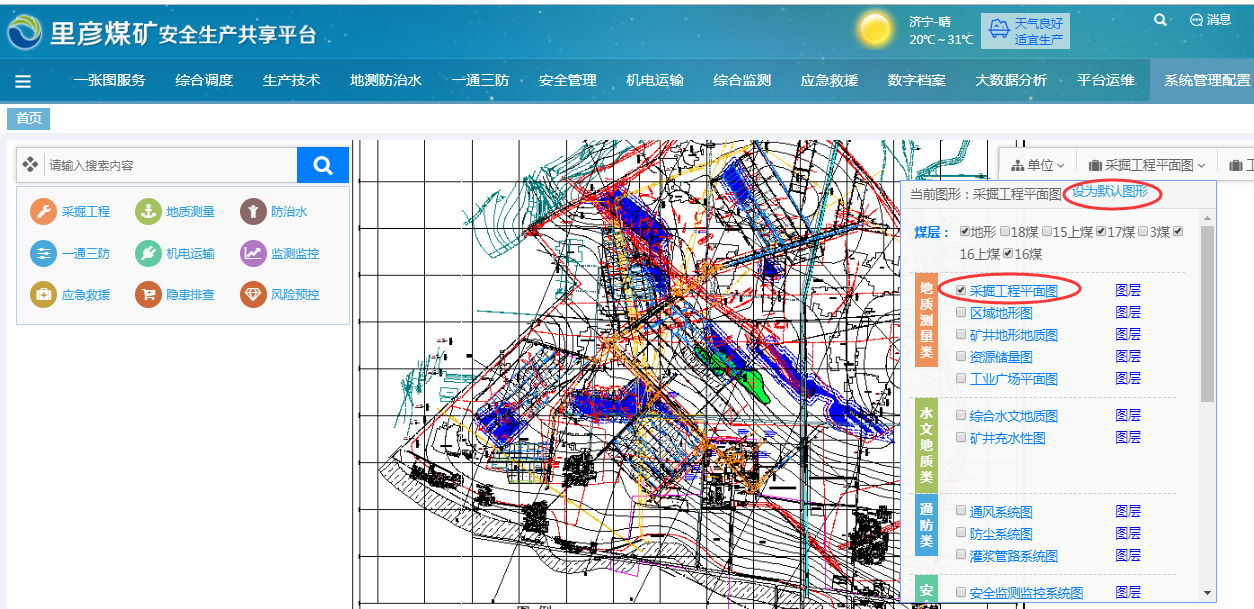 里彦煤矿安全生产共享平台
济宁-晴
20℃～31℃
天气良好
适宜生产
消息
一张图服务 综合调度 生产技术 地测防治水 一通三防 安全管理 机电运输 综合监测 应急救援 数字档案 大数据分析 平台运维 系统管理配置
首页
请输入搜索内容
采掘工程 地质测量 防治水
一通三防 机电运输 监测监控
应急救援 隐患排查 风险预控
单位 采掘工程平面图 工
当前图形：采掘工程平面图 设为默认图形
煤层： 地形 18煤 15上煤 17煤 3煤
16上煤 16煤
地质测量类
采掘工程平面图 图层
区域地形图 图层
矿井地形地质图 图层
资源储量图 图层
工业广场平面图 图层
水文地质类
综合水文地质图 图层
矿井充水性图 图层
通防类
通风系统图 图层
防尘系统图 图层
灌浆管路系统图 图层
安
安全监测监控系统图 图层
图 例